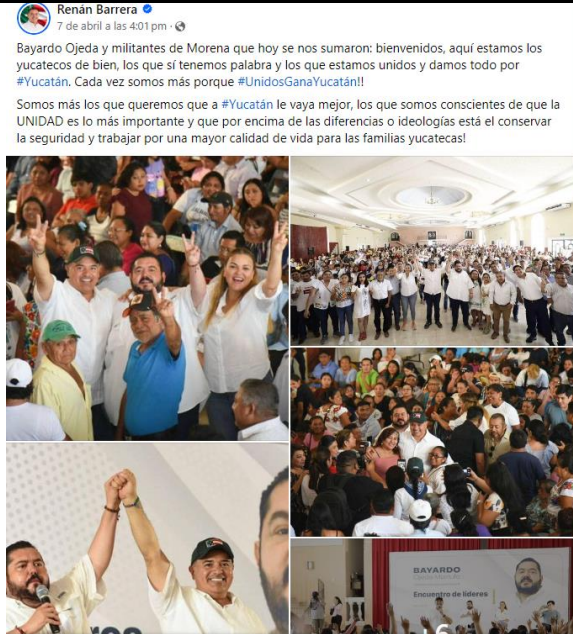 Renán Barrera
7 de abril a las 4:01 pm ·
Bayardo Ojeda y militantes de Morena que hoy se nos sumaron: bienvenidos, aquí estamos los
yucatecos de bien, los que sí tenemos palabra y los que estamos unidos y damos todo por
#Yucatán. Cada vez somos más porque #UnidosGanaYucatán!!
Somos más los que queremos que a #Yucatán le vaya mejor, los que somos conscientes de que la
UNIDAD es lo más importante y que por encima de las diferencias o ideologías está el conservar
la seguridad y trabajar por una mayor calidad de vida para las familias yucatecas!
BAYARDO
Encuentro de líderes